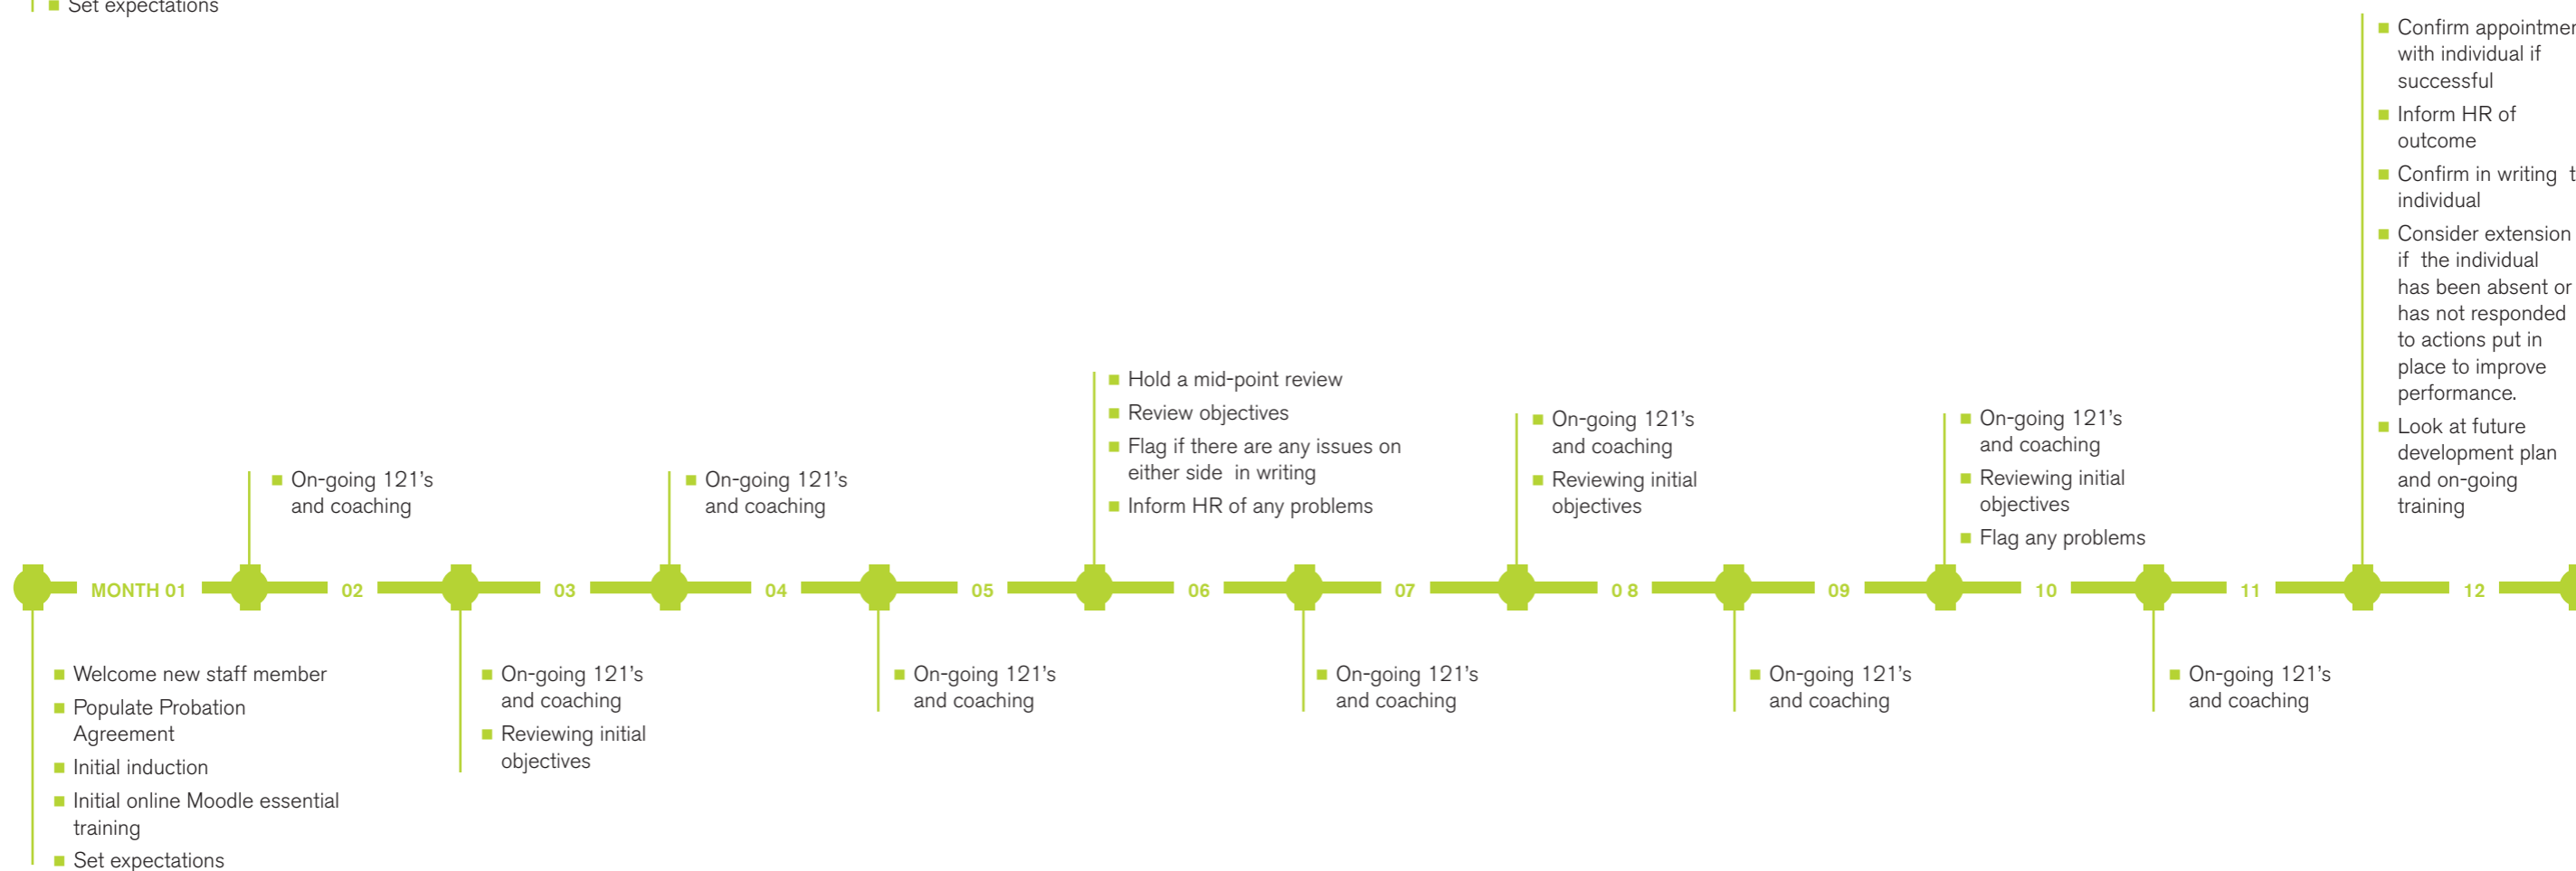 Set expectations
Confirm
with individual if
successful
Inform HR of
outcome
Confirm in writing
individual
Consider extension
if the individual
has been absent or
has not responded
to actions put in
place to improve
performance.
Look at future
development plan
and on-going
training
Hold a mid-point review
Review objectives
Flag if there are any issues on
either side in writing
Inform HR of any problems
On-going 121's
and coaching
Reviewing initial
objectives
On-going 121's
and coaching
Reviewing initial
objectives
Flag any problems
On-going 121's
and coaching
On-going 121's
and coaching
MONTH 01
02
03
04
05
06
07
0 8
09
10
11
12
Welcome new staff member
Populate Probation
Agreement
Initial induction
Initial online Moodle essential
training
Set expectations
On-going 121's
and coaching
Reviewing initial
objectives
On-going 121's
and coaching
On-going 121's
and coaching
On-going 121's
and coaching
On-going 121's
and coaching